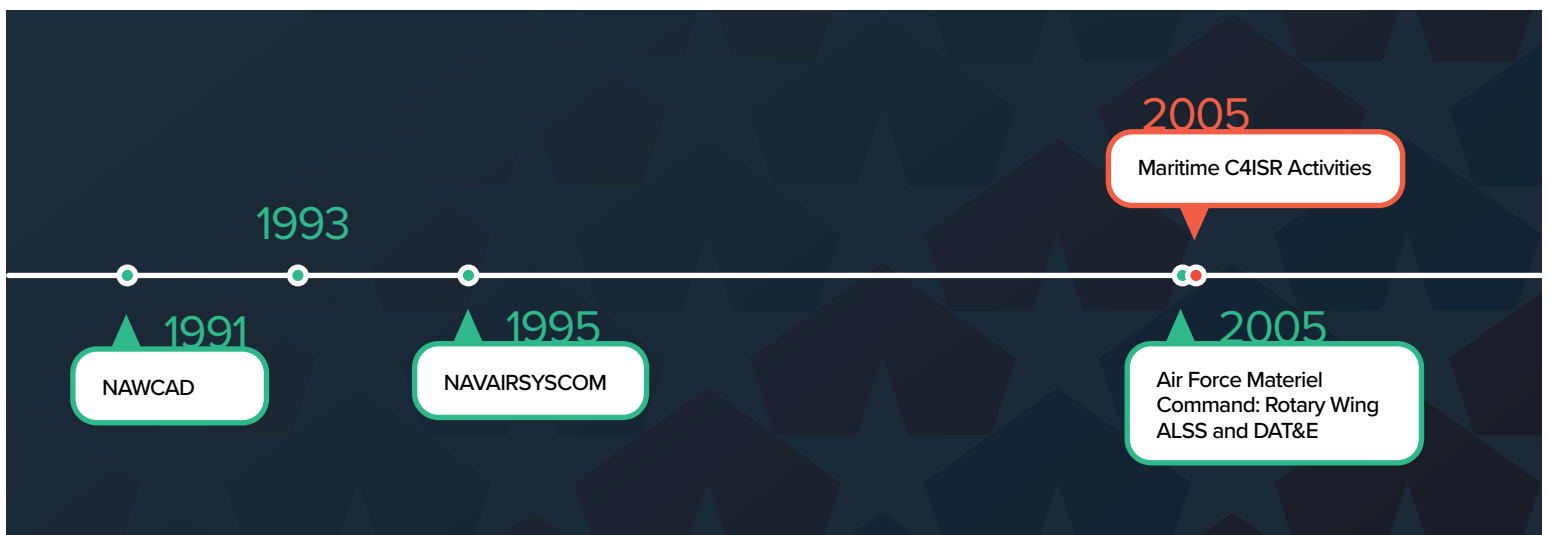 2005
Maritime C4ISR Activities
1993
1991
NAWCAD
1995
NAVAIRSYSCOM
2005
Air Force Materiel
Command: Rotary Wing
ALSS and DAT&E